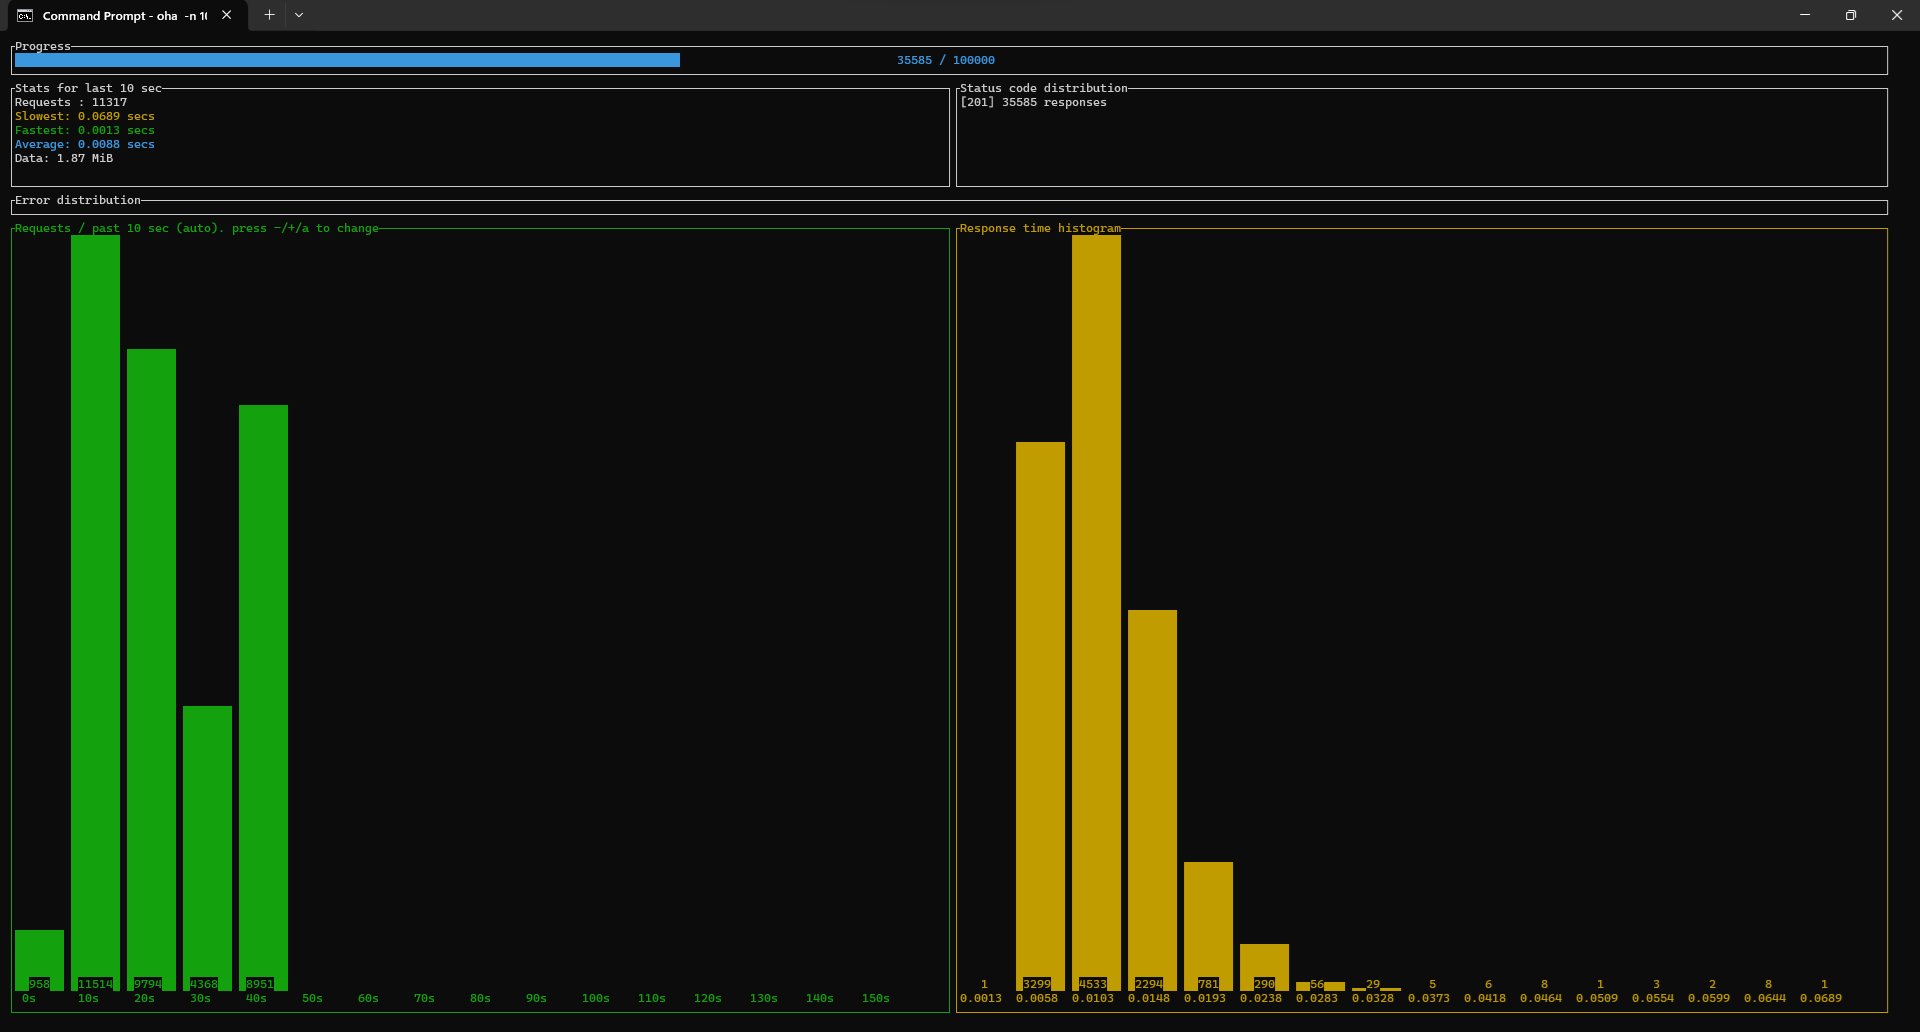 Command Prompt - oha -n 1
Progress
35585 / 100000
Stats for last 10 sec
Requests : 11317
Slowest: 0.0689 secs
Fastest: 0.0013 secs
Average: 0.0088 secs
Data: 1.87 MiB
Status code distribution
[201] 35585 responses
Error distribution
Requests / past 10 sec (auto). press -/+/a to change
958 11514 9794 4368 8951
0s 10s 20s 30s 40s 50s 60s 70s 80s 90s 100s 110s 120s 130s 140s 150s
Response time histogram
1 3299 4533 2294 781 290 56 29 5 6 8 1 3 2 8 1
0.0013 0.0058 0.0103 0.0148 0.0193 0.0238 0.0283 0.0328 0.0373 0.0418 0.0464 0.0509 0.0554 0.0599 0.0644 0.0689